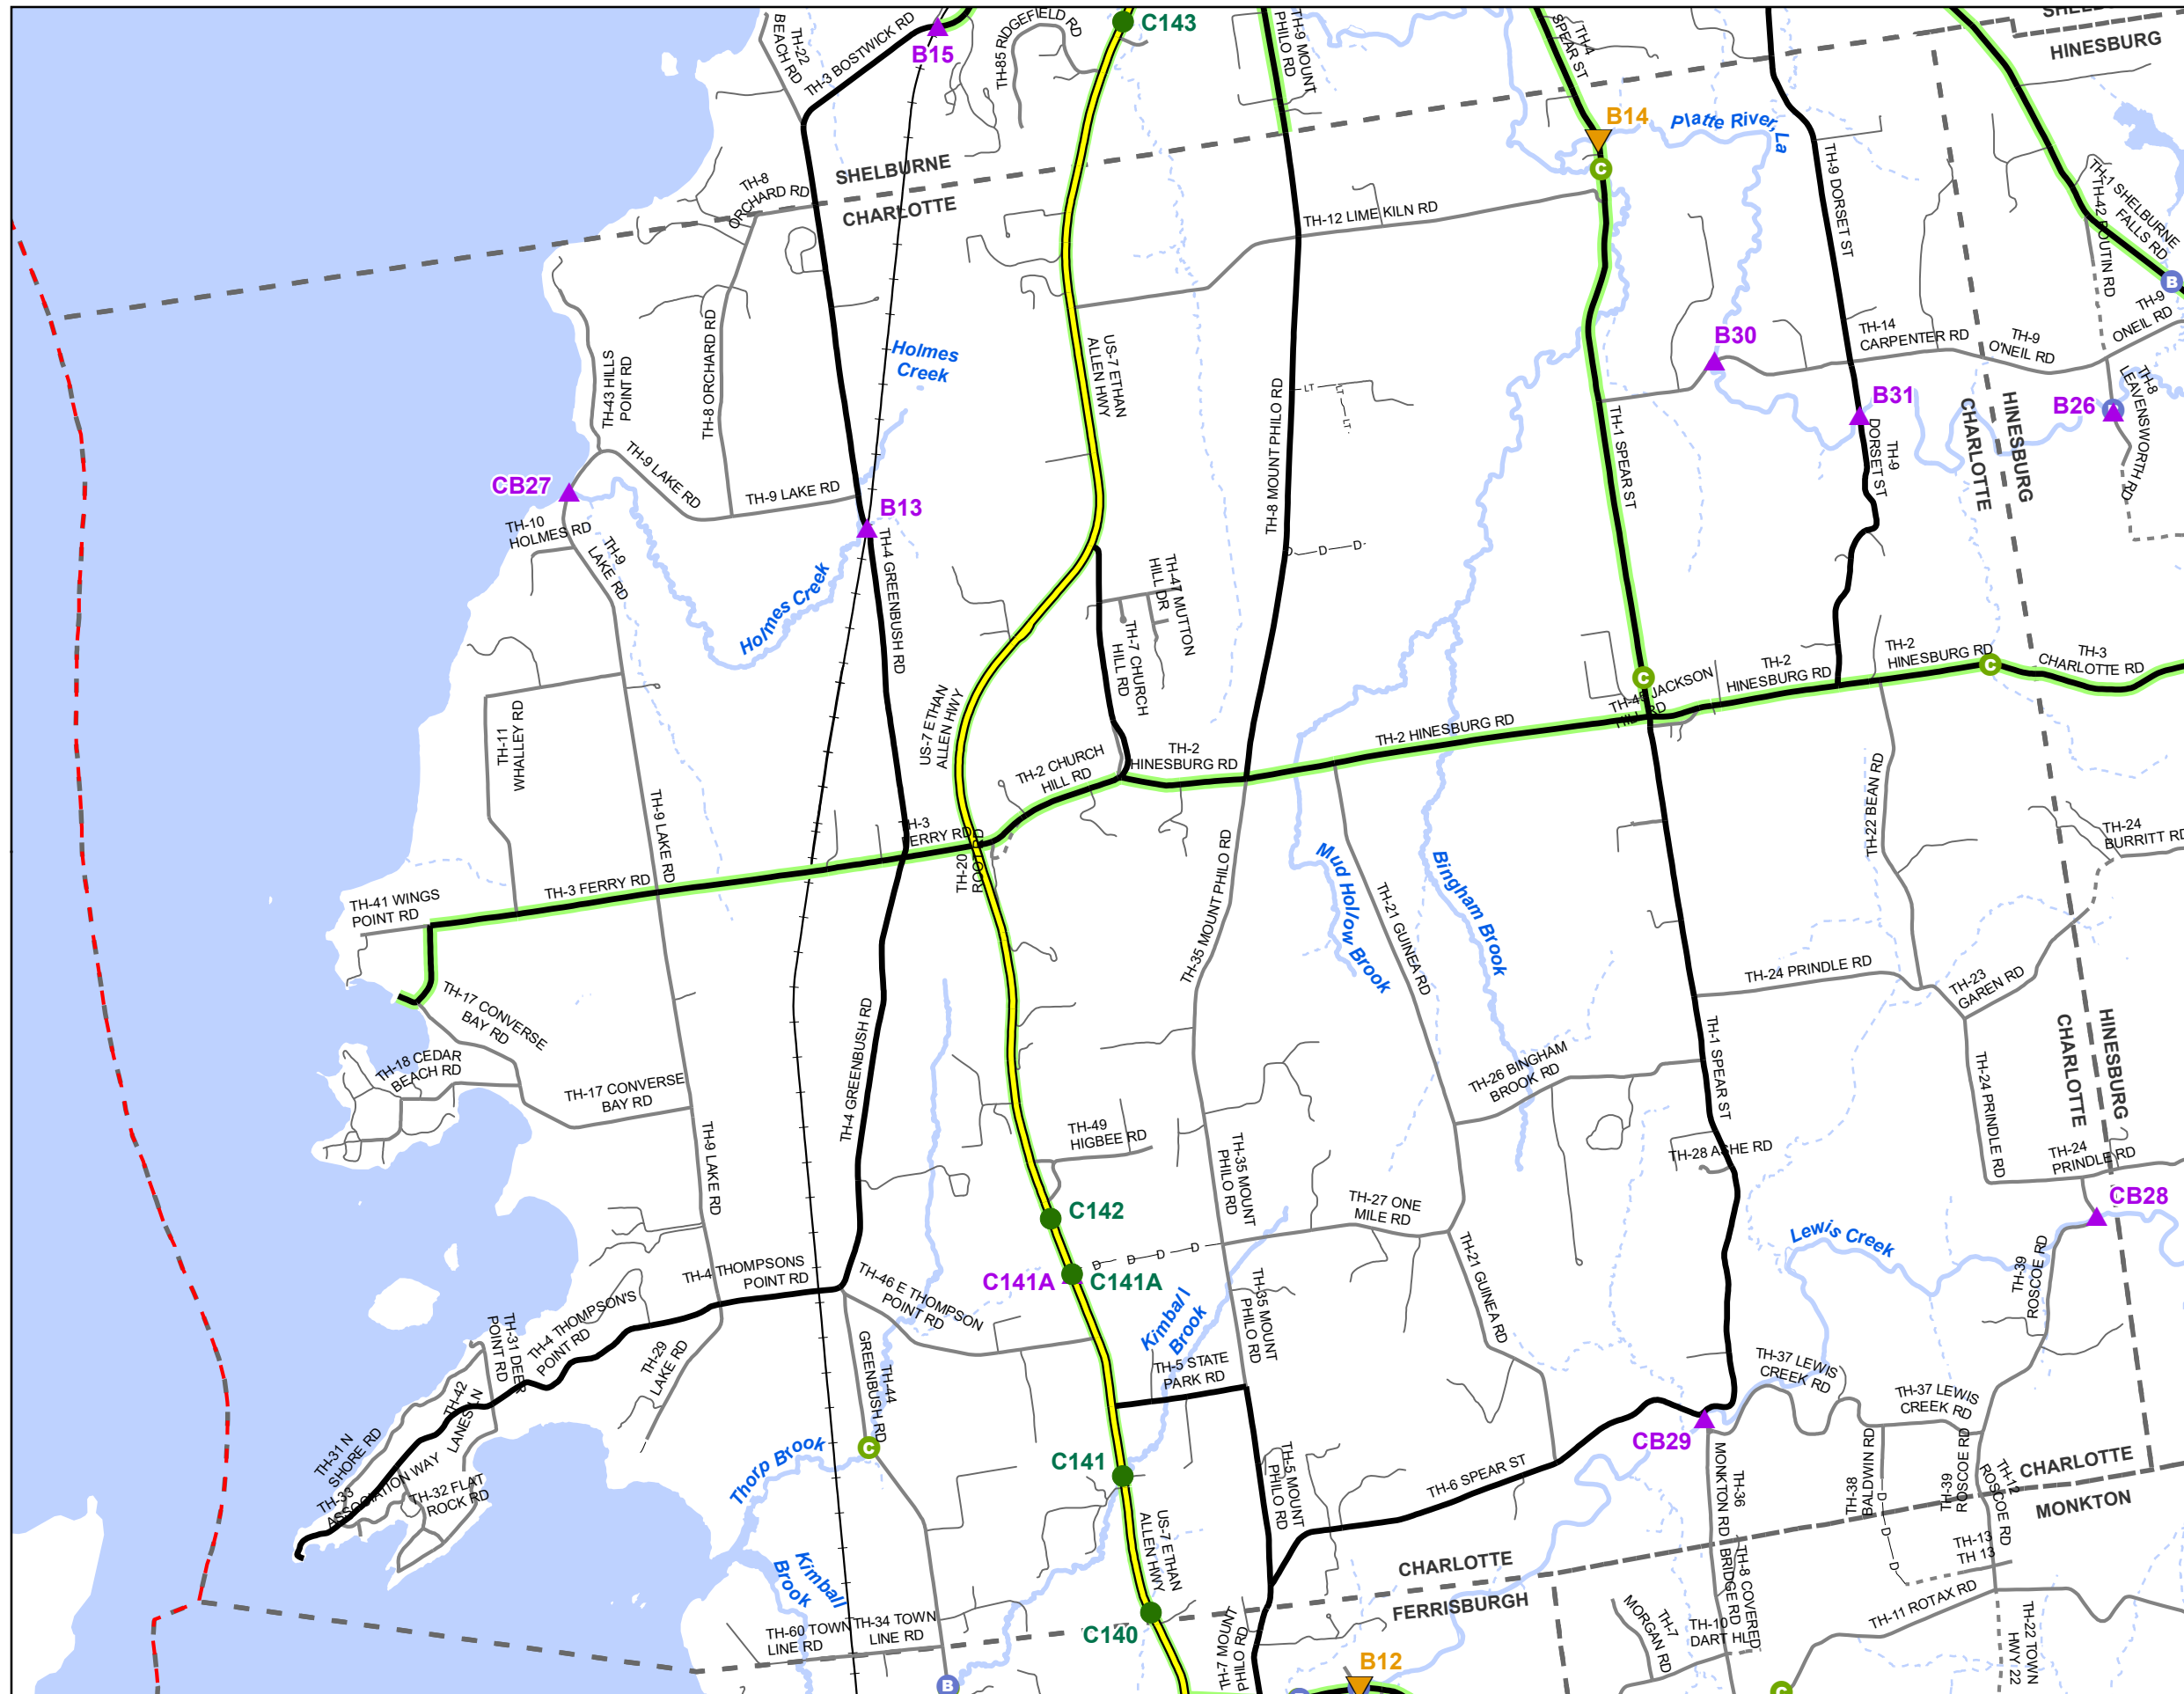 SHELBURNE
HINESBURG
C143
B15
TH-22
BEACH RD
TH-3 BOSTWICK RD
TH-85 RIDGEFIELD RD
TH-9 MOUNT
PHILO RD
TH-4
SPEAR ST
B14
Platte River, La
C
SHELBURNE
CHARLOTTE
TH-8
ORCHARD RD
TH-12 LIME KILN RD
TH-9 DORSET ST
TH-1 SHELBURNE
FALLS RD
TH-42 BOUTIN RD
B
TH-9
ONEIL RD
Holmes
Creek
TH-43 HILLS
POINT RD
TH-8 ORCHARD RD
US-7 ETHAN
ALLEN HWY
TH-8 MOUNT PHILO RD
LT
LT
LT
B30
TH-14
CARPENTER RD
TH-9
O'NEIL RD
B31
B26
TH-8
LEAVENSWORTH RD
TH-1 SPEAR ST
TH-9
DORSET ST
CHARLOTTE
HINESBURG
CB27
TH-9 LAKE RD
TH-9 LAKE RD
B13
TH-10
HOLMES RD
TH-9
LAKE RD
Holmes Creek
TH-4 GREENBUSH RD
D
D
D
TH-47 MUTTON
HILL DR
TH-7 CHURCH
HILL RD
TH-11
WHALLEY RD
US-7 ETHAN
ALLEN HWY
TH-2 CHURCH
HILL RD
TH-2
HINESBURG RD
TH-2 HINESBURG RD
C
TH-45 JACKSON
HILL RD
TH-2
HINESBURG RD
TH-2
HINESBURG RD
C
TH-3
CHARLOTTE RD
TH-22 BEAN RD
TH-24
BURRITT RD
TH-3
FERRY RD
TH-20
ROOT RD
TH-9 LAKE RD
TH-3 FERRY RD
TH-41 WINGS
POINT RD
TH-35 MOUNT PHILO RD
Mud Hollow Brook
TH-21 GUINEA RD
Bingham Brook
TH-24 PRINDLE RD
TH-23
GAREN RD
TH-17 CONVERSE
BAY RD
TH-18 CEDAR
BEACH RD
TH-17 CONVERSE
BAY RD
TH-4 GREENBUSH RD
TH-26 BINGHAM
BROOK RD
TH-1 SPEAR ST
TH-24 PRINDLE RD
CHARLOTTE
HINESBURG
TH-9 LAKE RD
TH-49
HIGBEE RD
TH-35 MOUNT
PHILO RD
TH-28 ASHE RD
TH-24
PRINDLE RD
C142
TH-27 ONE
MILE RD
CB28
Lewis Creek
C141A
C141A
D
D
D
TH-4 THOMPSONS
POINT RD
TH-46 E THOMPSON
POINT RD
TH-35 MOUNT
PHILO RD
TH-21 GUINEA RD
TH-39
ROSCOE RD
Kimball
Brook
TH-31 DEER
POINT RD
TH-4 THOMPSON'S
POINT RD
TH-29
LAKE RD
TH-44
GREENBUSH RD
TH-5 STATE
PARK RD
TH-37 LEWIS
CREEK RD
TH-37 LEWIS
CREEK RD
TH-42
LANES LN
TH-31 N
SHORE RD
TH-33
ASSOCIATION WAY
TH-32 FLAT
ROCK RD
C
Thorp Brook
C141
TH-5 MOUNT
PHILO RD
TH-6 SPEAR ST
CB29
TH-36
MONKTON RD
TH-38
BALDWIN RD
D
D
D
TH-39
ROSCOE RD
TH-12
ROSCOE RD
CHARLOTTE
MONKTON
US-7 ETHAN
ALLEN HWY
Kimball
Brook
CHARLOTTE
FERRISBURGH
TH-8 COVERED
BRIDGE RD
TH-13
TH 13
TH-11 ROTAX RD
TH-60 TOWN
LINE RD
TH-34 TOWN
LINE RD
C140
TH-7 MOUNT
PHILO RD
TH-7
MORGAN RD
TH-10
DART HL
TH-22 TOWN
HWY 22
B
B12
C